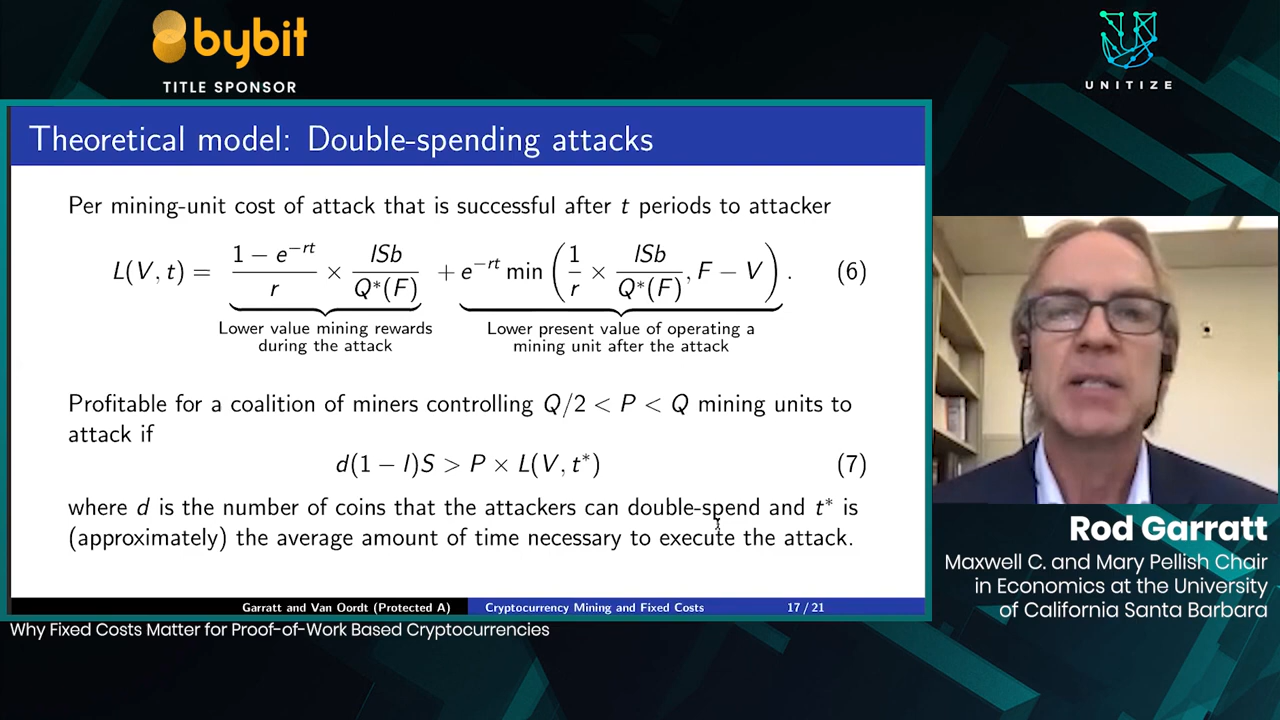 bybit
TITLE SPONSOR
UNITIZE
Theoretical model: Double-spending attacks
Per mining-unit cost of attack that is successful after t periods to attacker
L(V, t) = (1 − e^{−rt})/r × lSb/Q*(F) + e^{−rt} min (1/r × lSb/Q*(F), F − V). (6)
Lower value mining rewards
during the attack
Lower present value of operating a
mining unit after the attack
Profitable for a coalition of miners controlling Q/2 < P < Q mining units to
attack if
d(1 − l)S > P × L(V, t*) (7)
where d is the number of coins that the attackers can double-spend and t* is
(approximately) the average amount of time necessary to execute the attack.
Garratt and Van Oordt (Protected A)
Cryptocurrency Mining and Fixed Costs
17 / 21
Why Fixed Costs Matter for Proof-of-Work Based Cryptocurrencies
Rod Garratt
Maxwell C. and Mary Pellish Chair
in Economics at the University
of California Santa Barbara